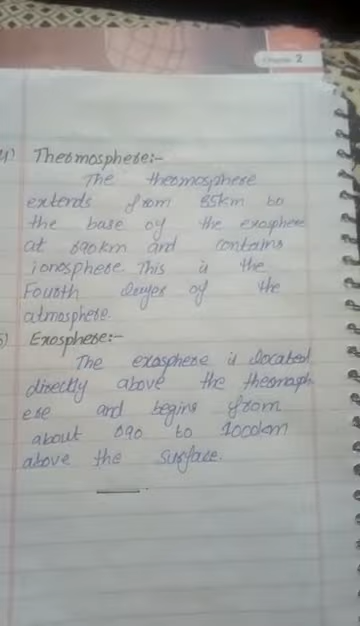 Chapter 2
4) Thermosphere:-
The thermosphere
extends from 85km to
the base of the exosphere
at 690km and contains
ionosphere. This is the
Fourth layer of the
atmosphere.
5) Exosphere:-
The exosphere is located
directly above the thermosph
ere and begins from
about 690 to 1000km
above the surface.